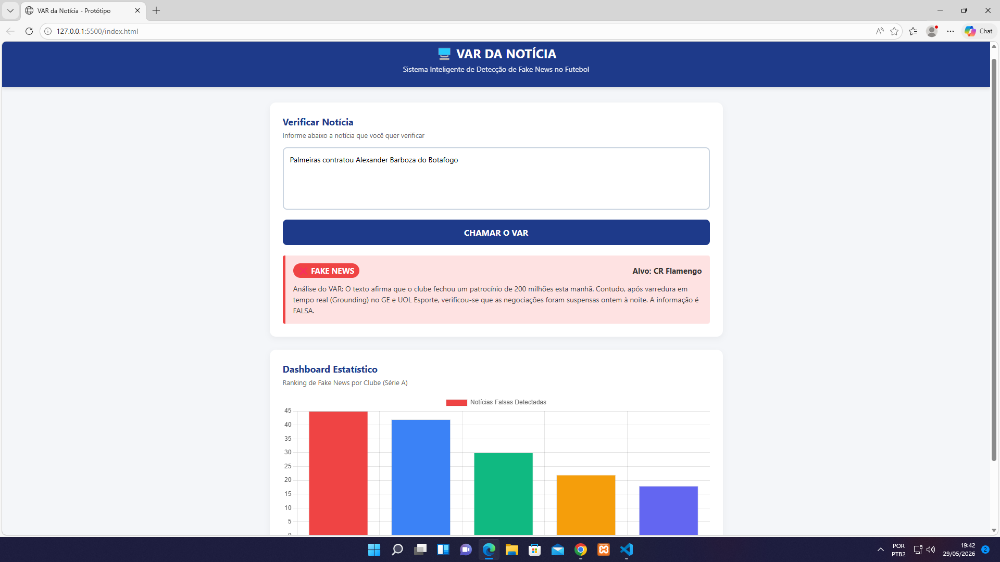 VAR da Notícia - Protótipo
127.0.0.1:5500/index.html
Chat
VAR DA NOTÍCIA
Sistema Inteligente de Detecção de Fake News no Futebol
Verificar Notícia
Informe abaixo a notícia que você quer verificar
Palmeiras contratou Alexander Barboza do Botafogo
CHAMAR O VAR
❌ FAKE NEWS
Alvo: CR Flamengo
Análise do VAR: O texto afirma que o clube fechou um patrocínio de 200 milhões esta manhã. Contudo, após varredura em
tempo real (Grounding) no GE e UOL Esporte, verificou-se que as negociações foram suspensas ontem à noite. A informação é
FALSA.
Dashboard Estatístico
Ranking de Fake News por Clube (Série A)
Notícias Falsas Detectadas
45
40
35
30
25
20
15
10
5
0
POR
PTB2
19:42
29/05/2026
2